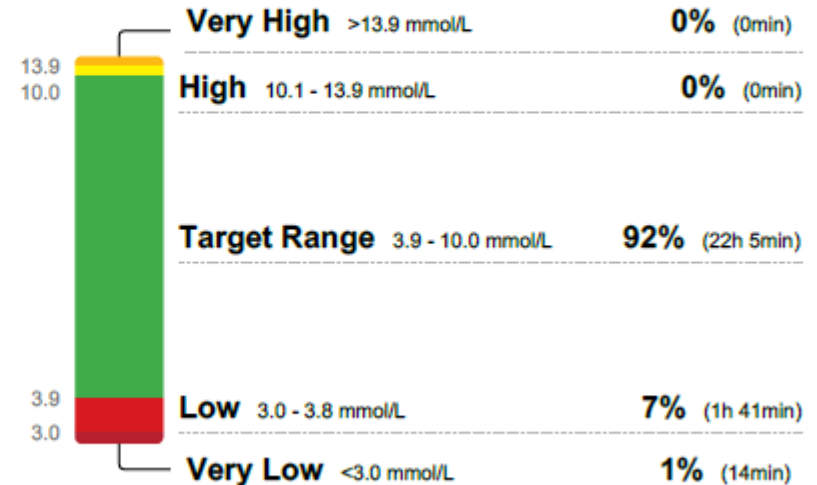 Very High >13.9 mmol/L 0% (0min)
13.9
10.0
High 10.1 - 13.9 mmol/L 0% (0min)
Target Range 3.9 - 10.0 mmol/L 92% (22h 5min)
3.9
Low 3.0 - 3.8 mmol/L 7% (1h 41min)
3.0
Very Low <3.0 mmol/L 1% (14min)